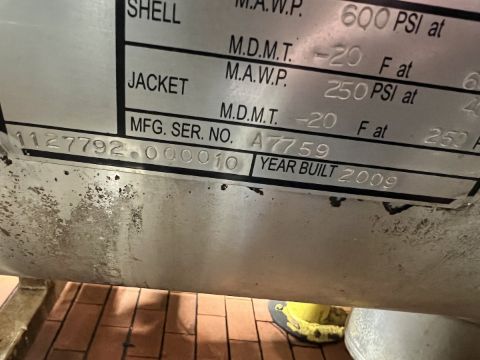 SHELL M.A.W.P. 600 PSI at
M.D.M.T. -20 F at
JACKET M.A.W.P. 250 PSI at
M.D.M.T. -20 F at 250
MFG. SER. NO. A7759
1127792.000010 YEAR BUILT 2009